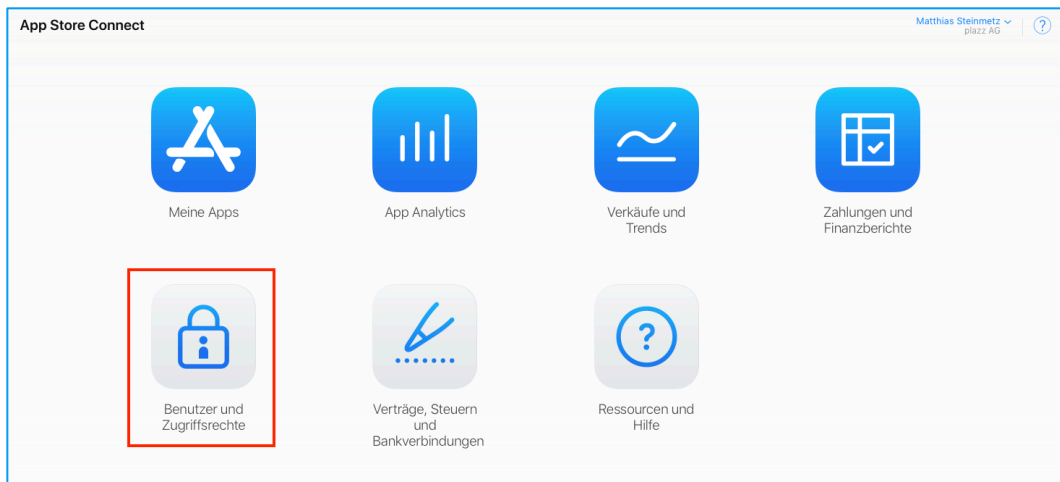 App Store Connect
Matthias Steinmetz
plazz AG
?
Meine Apps
App Analytics
Verkäufe und
Trends
Zahlungen und
Finanzberichte
?
Benutzer und
Zugriffsrechte
Verträge, Steuern
und
Bankverbindungen
Ressourcen und
Hilfe